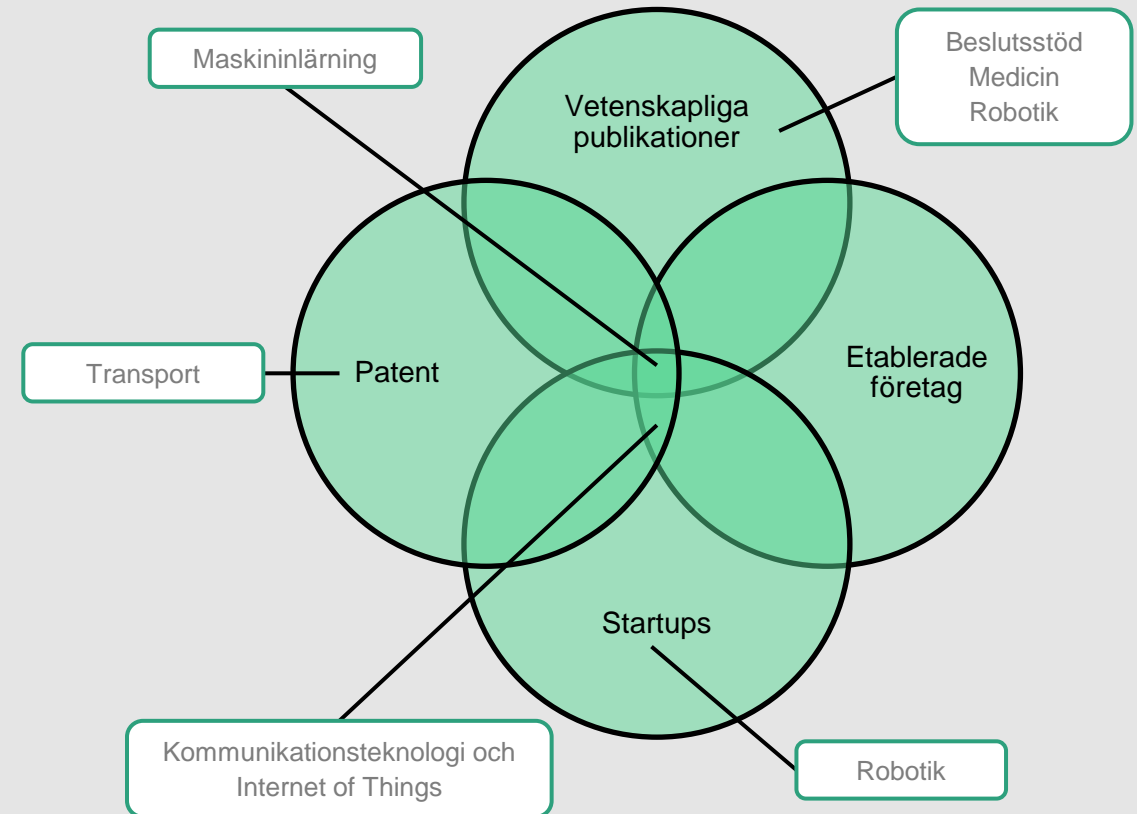 Maskininlärning
Beslutsstöd
Medicin
Robotik
Vetenskapliga
publikationer
Transport
Patent
Etablerade
företag
Startups
Kommunikationsteknologi och
Internet of Things
Robotik